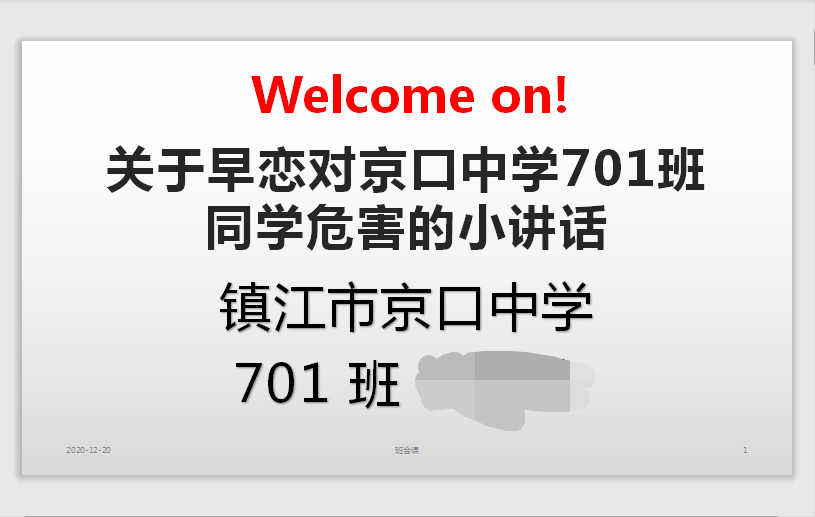 Welcome on!
关于早恋对京口中学701班
同学危害的小讲话
镇江市京口中学
701 班
2020-12-20
班会课
1